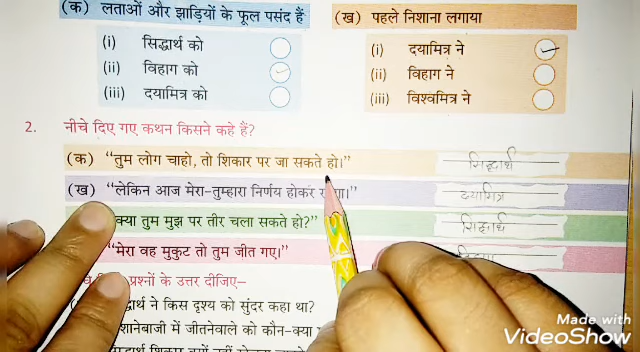 (क) लताओं और झाड़ियों के फूल पसंद हैं
(i) सिद्धार्थ को
(ii) विहाग को
(iii) दयामित्र को
(ख) पहले निशाना लगाया
(i) दयामित्र ने
(ii) विहाग ने
(iii) विश्वमित्र ने
2. नीचे दिए गए कथन किसने कहे हैं?
(क) "तुम लोग चाहो, तो शिकार पर जा सकते हो।" सिद्धार्थ
(ख) "लेकिन आज मेरा-तुम्हारा निर्णय होकर दयामित्र
क्या तुम मुझ पर तीर चला सकते हो?" सिद्धार्थ
"मेरा वह मुकुट तो तुम जीत गए।"
प्रश्नों के उत्तर दीजिए–
ने किस दृश्य को सुंदर कहा था?
में जीतनेवाले को कौन-क्या
Made with
VideoShow